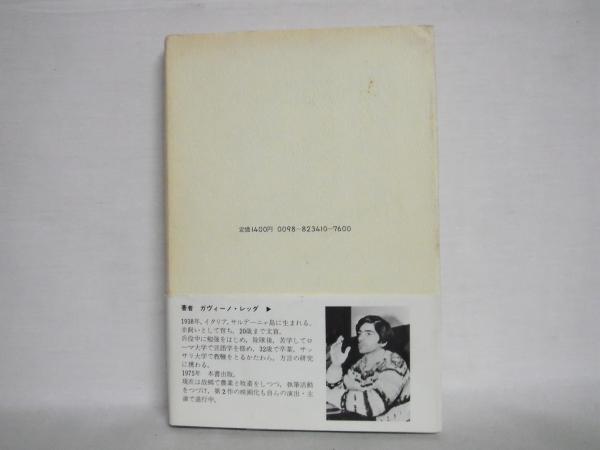 定価1400円 0098-823410-7600
著者 ガヴィーノ・レッダ ▶
1938年、イタリア、サルデーニャ島に生まれる。
羊飼いとして育ち、20歳まで文盲。
兵役中に勉強をはじめ、除隊後、苦学してロ
ーマ大学で言語学を修め、32歳で卒業。サッ
サリ大学で教鞭をとるかたわら、方言の研究
に携わる。
1975年 本書出版。
現在は故郷で農業と牧畜をしつつ、執筆活動
をつづけ、第2作の映画化も自らの演出・主
演で進行中。